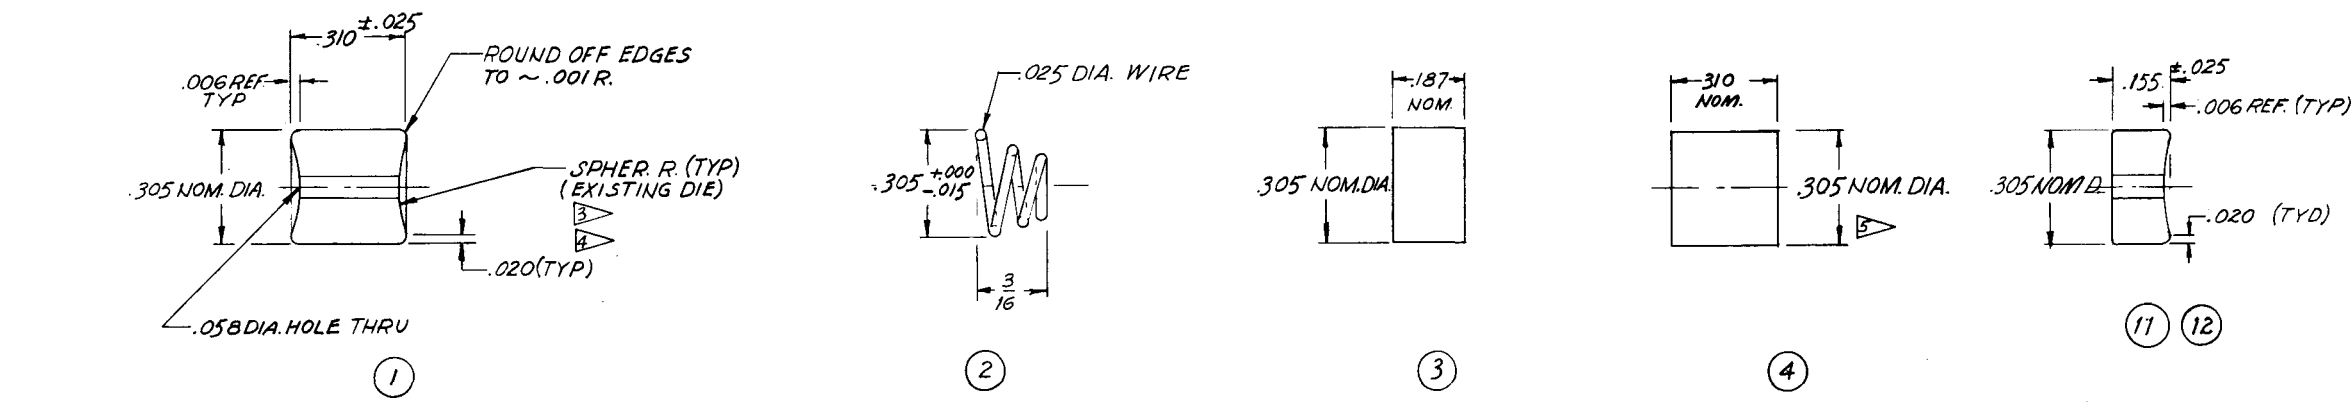 .310 ±.025
.006 REF.
TYP
ROUND OFF EDGES
TO ~ .001 R.
.305 NOM. DIA.
SPHER. R. (TYP)
(EXISTING DIE)
3
4
.020 (TYP)
.058 DIA. HOLE THRU
1
.025 DIA. WIRE
.305 +.000
-.015
3
16
2
.187
NOM.
.305 NOM. DIA.
3
.310
NOM.
.305 NOM. DIA.
5
4
.155 ±.025
.006 REF. (TYP)
.305 NOM D.
.020 (TYD)
11 12